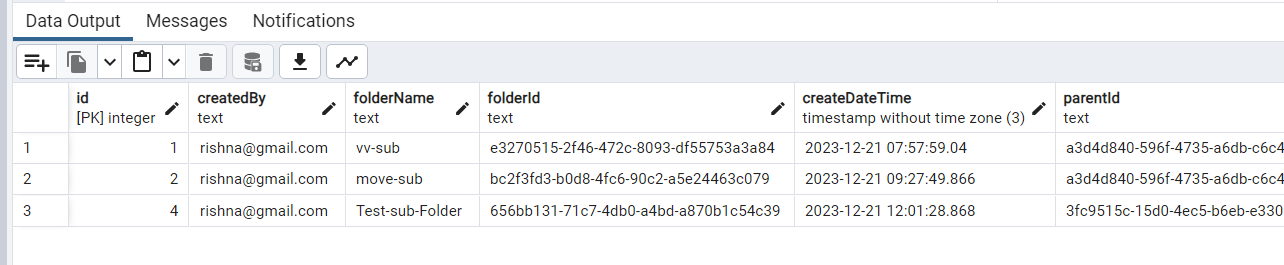 Data Output Messages Notifications
id createdBy folderName folderId createDateTime parentId
[PK] integer text text text timestamp without time zone (3) text
1 1 rishna@gmail.com vv-sub e3270515-2f46-472c-8093-df55753a3a84 2023-12-21 07:57:59.04 a3d4d840-596f-4735-a6db-c6c4
2 2 rishna@gmail.com move-sub bc2f3fd3-b0d8-4fc6-90c2-a5e24463c079 2023-12-21 09:27:49.866 a3d4d840-596f-4735-a6db-c6c4
3 4 rishna@gmail.com Test-sub-Folder 656bb131-71c7-4db0-a4bd-a870b1c54c39 2023-12-21 12:01:28.868 3fc9515c-15d0-4ec5-b6eb-e330